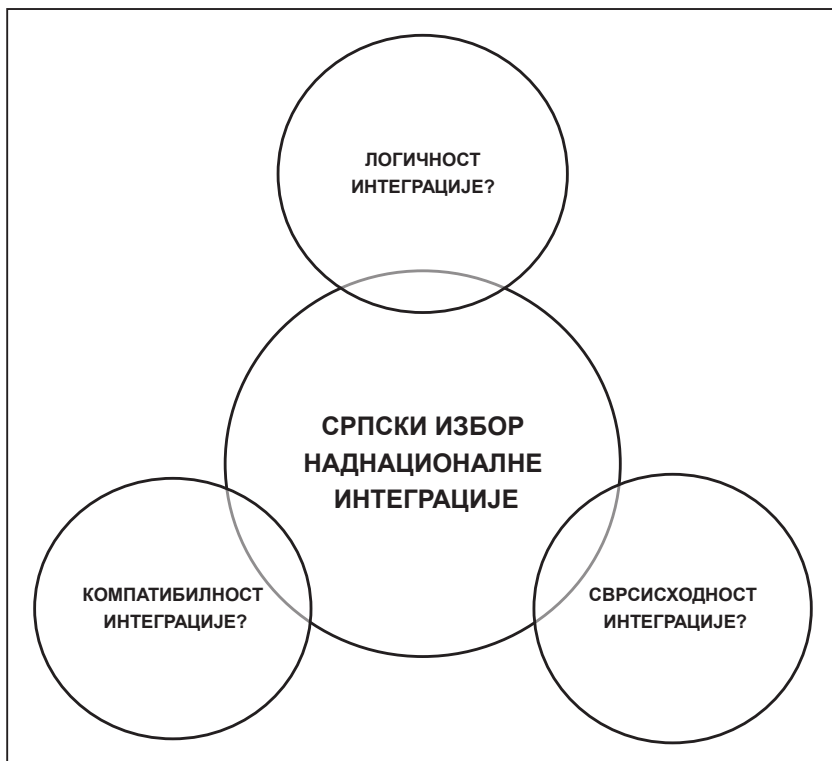 ЛОГИЧНОСТ
ИНТЕГРАЦИЈЕ?
СРПСКИ ИЗБОР
НАДНАЦИОНАЛНЕ
ИНТЕГРАЦИЈЕ
КОМПАТИБИЛНОСТ
ИНТЕГРАЦИЈЕ?
СВРСИСХОДНОСТ
ИНТЕГРАЦИЈЕ?